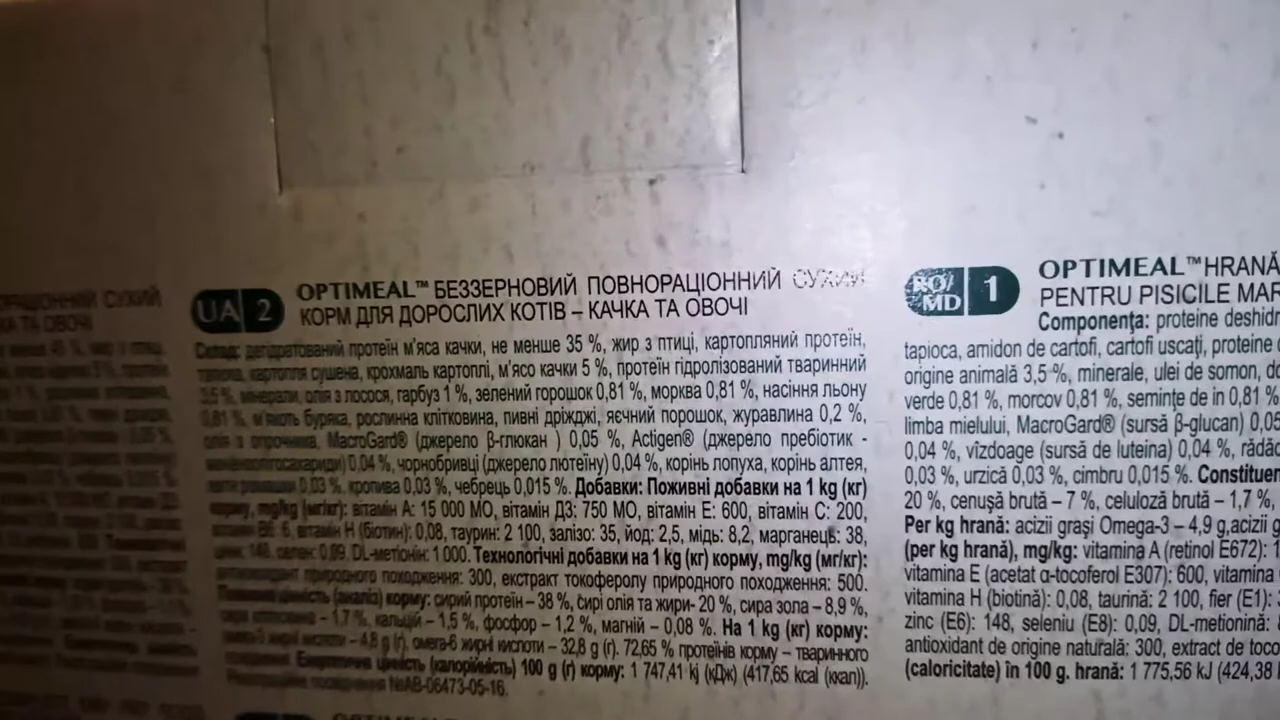 UA 2
OPTIMEAL™ БЕЗЗЕРНОВИЙ ПОВНОРАЦІОННИЙ СУХИЙ
КОРМ ДЛЯ ДОРОСЛИХ КОТІВ – КАЧКА ТА ОВОЧІ
Склад: дегідратований протеїн м'яса качки, не менше 35 %, жир з птиці, картопляний протеїн,
тапіока, картопля сушена, крохмаль картоплі, м'ясо качки 5 %, протеїн гідролізований тваринний
3,5 %, мінерали, олія з лосося, гарбуз 1 %, зелений горошок 0,81 %, морква 0,81 %, насіння льону
0,81 %, м'якоть буряка, рослинна клітковина, пивні дріжджі, яєчний порошок, журавлина 0,2 %,
олія з огірочника, MacroGard® (джерело β-глюкан ) 0,05 %, Actigen® (джерело пребіотик -
мананолігосахариди) 0,04 %, чорнобривці (джерело лютеїну) 0,04 %, корінь лопуха, корінь алтея,
квіти ромашки 0,03 %, кропива 0,03 %, чебрець 0,015 %. Добавки: Поживні добавки на 1 kg (кг)
корму, mg/kg (мг/кг): вітамін А: 15 000 МО, вітамін Д3: 750 МО, вітамін Е: 600, вітамін С: 200,
6, вітамін Н (біотин): 0,08, таурин: 2 100, залізо: 35, йод: 2,5, мідь: 8,2, марганець: 38,
цинк: 148, селен: 0,09, DL-метіонін: 1 000. Технологічні добавки на 1 kg (кг) корму, mg/kg (мг/кг):
антиоксидант природного походження: 300, екстракт токоферолу природного походження: 500.
Поживна цінність (аналіз) корму: сирий протеїн – 38 %, сирі олія та жири- 20 %, сира зола – 8,9 %,
сира клітковина – 1,7 %, кальцій – 1,5 %, фосфор – 1,2 %, магній – 0,08 %. На 1 kg (кг) корму:
омега-3 жирні кислоти – 4,8 g (г), омега-6 жирні кислоти – 32,8 g (г). 72,65 % протеїнів корму – тваринного
походження. Енергетична цінність (калорійність) 100 g (г) корму: 1 747,41 kj (кДж) (417,65 kcal (ккал)).
Реєстраційне посвідчення №АВ-06473-05-16.
RO/MD 1
OPTIMEAL™ HRANĂ
PENTRU PISICILE MAR
Componența: proteine deshidr
tapioca, amidon de cartofi, cartofi uscați, proteine
origine animală 3,5 %, minerale, ulei de somon, do
verde 0,81 %, morcov 0,81 %, semințe de in 0,81 %
limba mielului, MacroGard® (sursă β-glucan) 0,05
0,04 %, vîzdoage (sursă de luteina) 0,04 %, rădăc
0,03 %, urzică 0,03 %, cimbru 0,015 %. Constituen
20 %, cenușă brută – 7 %, celuloză brută – 1,7 %,
Per kg hrană: acizii grași Omega-3 – 4,9 g,acizii g
(per kg hrană), mg/kg: vitamina A (retinol E672): 1
vitamina E (acetat α-tocoferol E307): 600, vitamina
vitamina H (biotină): 0,08, taurină: 2 100, fier (E1):
zinc (E6): 148, seleniu (E8): 0,09, DL-metionină:
antioxidant de origine naturală: 300, extract de toco
(caloricitate) în 100 g. hrană: 1 775,56 kJ (424,38